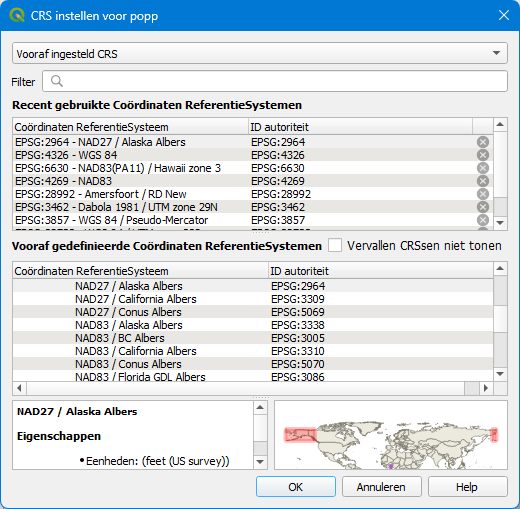 CRS instellen voor popp
Vooraf ingesteld CRS
Filter
Recent gebruikte Coördinaten ReferentieSystemen
Coördinaten ReferentieSysteem ID autoriteit
EPSG:2964 - NAD27 / Alaska Albers EPSG:2964
EPSG:4326 - WGS 84 EPSG:4326
EPSG:6630 - NAD83(PA11) / Hawaii zone 3 EPSG:6630
EPSG:4269 - NAD83 EPSG:4269
EPSG:28992 - Amersfoort / RD New EPSG:28992
EPSG:3462 - Dabola 1981 / UTM zone 29N EPSG:3462
EPSG:3857 - WGS 84 / Pseudo-Mercator EPSG:3857
Vooraf gedefinieerde Coördinaten ReferentieSystemen Vervallen CRSsen niet tonen
Coördinaten ReferentieSysteem ID autoriteit
NAD27 / Alaska Albers EPSG:2964
NAD27 / California Albers EPSG:3309
NAD27 / Conus Albers EPSG:5069
NAD83 / Alaska Albers EPSG:3338
NAD83 / BC Albers EPSG:3005
NAD83 / California Albers EPSG:3310
NAD83 / Conus Albers EPSG:5070
NAD83 / Florida GDL Albers EPSG:3086
NAD27 / Alaska Albers
Eigenschappen
• Eenheden: (feet (US survey))
OK Annuleren Help